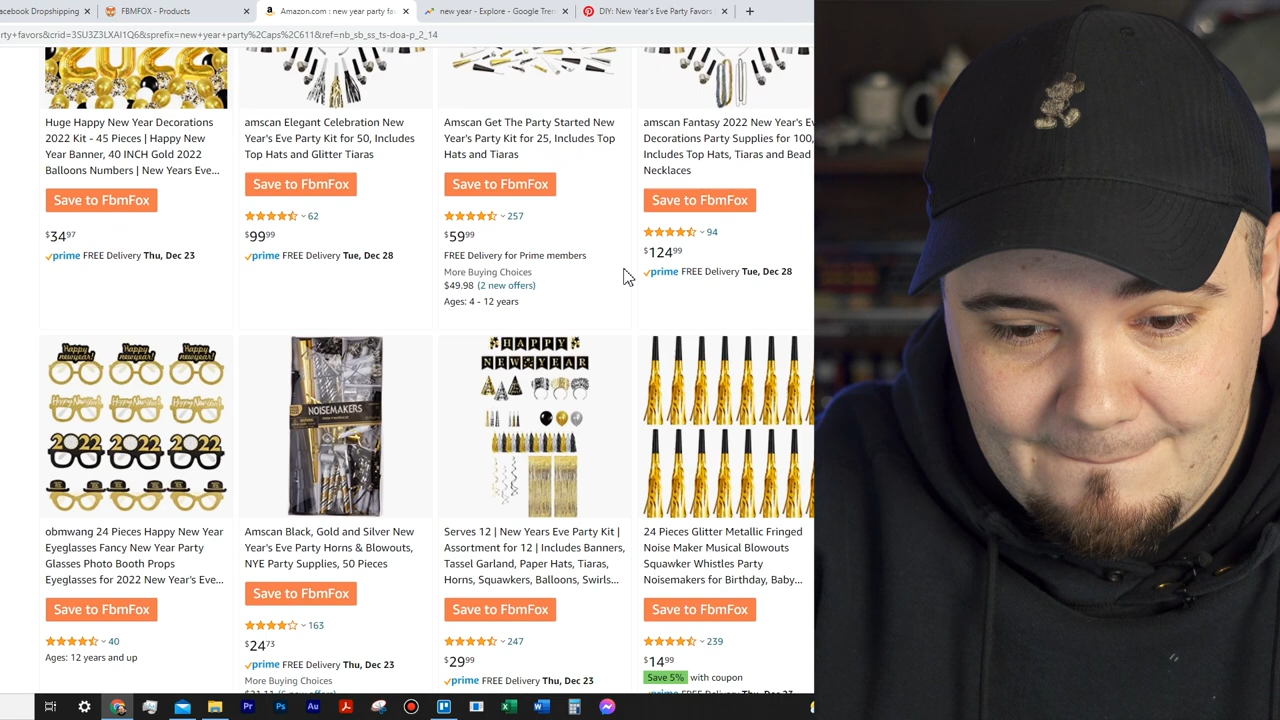 acebook Dropshipping
FBMFOX - Products
Amazon.com : new year party fa
new year - Explore - Google Tren
DIY: New Year's Eve Party Favors
rty+favors&crid=3SU3Z3LXAI1Q6&sprefix=new+year+party%2Caps%2C611&ref=nb_sb_ss_ts-doa-p_2_14
Huge Happy New Year Decorations
2022 Kit - 45 Pieces | Happy New
Year Banner, 40 INCH Gold 2022
Balloons Numbers | New Years Eve...
Save to FbmFox
$34.97
prime FREE Delivery Thu, Dec 23
amscan Elegant Celebration New
Year's Eve Party Kit for 50, Includes
Top Hats and Glitter Tiaras
Save to FbmFox
62
$99.99
prime FREE Delivery Tue, Dec 28
Amscan Get The Party Started New
Year's Party Kit for 25, Includes Top
Hats and Tiaras
Save to FbmFox
257
$59.99
FREE Delivery for Prime members
More Buying Choices
$49.98 (2 new offers)
Ages: 4 - 12 years
amscan Fantasy 2022 New Year's Ev
Decorations Party Supplies for 100,
Includes Top Hats, Tiaras and Bead
Necklaces
Save to FbmFox
94
$124.99
prime FREE Delivery Tue, Dec 28
Happy
newyear!
2022
obmwang 24 Pieces Happy New Year
Eyeglasses Fancy New Year Party
Glasses Photo Booth Props
Eyeglasses for 2022 New Year's Eve...
Save to FbmFox
40
Ages: 12 years and up
NOISEMAKERS
Amscan Black, Gold and Silver New
Year's Eve Party Horns & Blowouts,
NYE Party Supplies, 50 Pieces
Save to FbmFox
163
$24.73
prime FREE Delivery Thu, Dec 23
More Buying Choices
HAPPY
NEW YEAR
Serves 12 | New Years Eve Party Kit |
Assortment for 12 | Includes Banners,
Tassel Garland, Paper Hats, Tiaras,
Horns, Squawkers, Balloons, Swirls...
Save to FbmFox
247
$29.99
prime FREE Delivery Thu, Dec 23
24 Pieces Glitter Metallic Fringed
Noise Maker Musical Blowouts
Squawker Whistles Party
Noisemakers for Birthday, Baby...
Save to FbmFox
239
$14.99
Save 5% with coupon